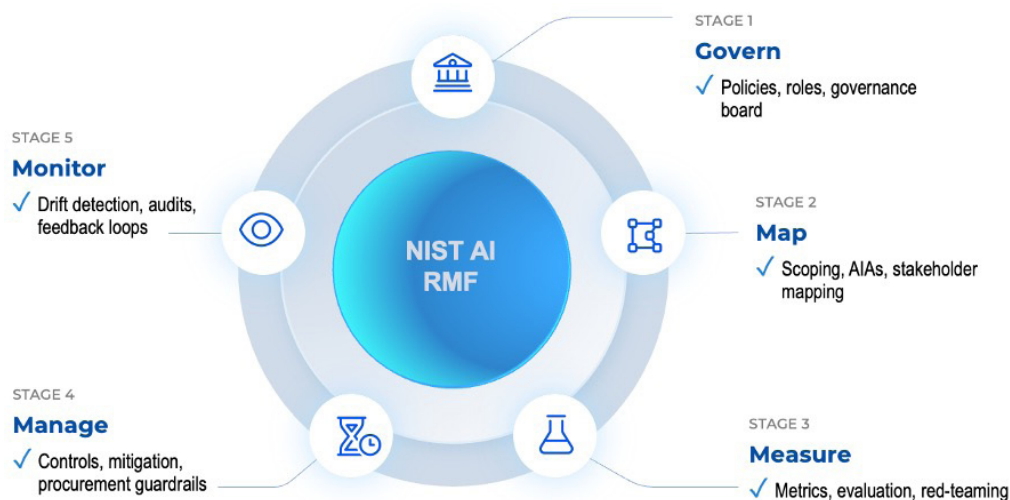 STAGE 1
Govern
✓ Policies, roles, governance
board
STAGE 2
Map
✓ Scoping, AIAs, stakeholder
mapping
STAGE 3
Measure
✓ Metrics, evaluation, red-teaming
STAGE 4
Manage
✓ Controls, mitigation,
procurement guardrails
STAGE 5
Monitor
✓ Drift detection, audits,
feedback loops
NIST AI
RMF